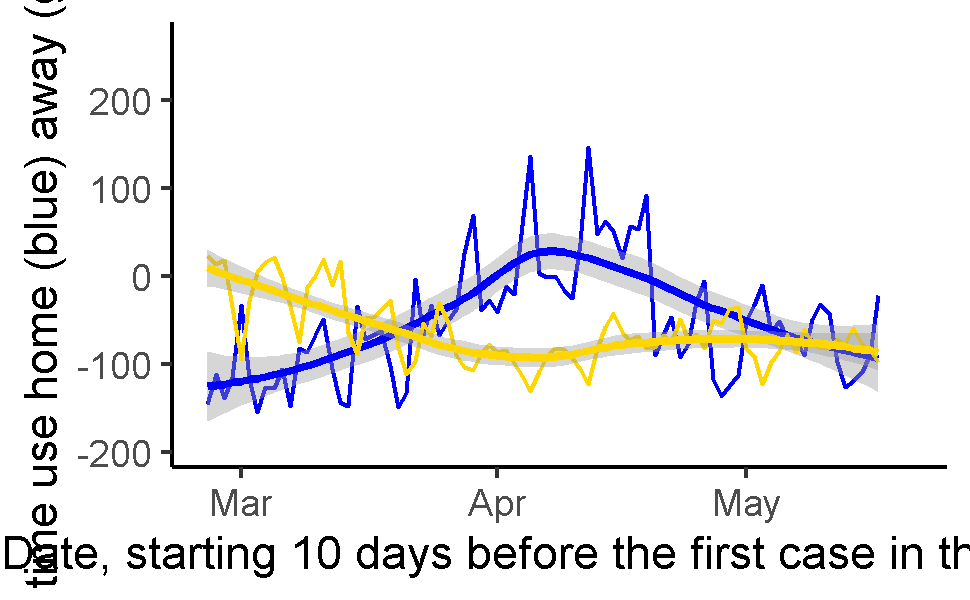 time use home (blue) away (
200
100
0
-100
-200
Mar Apr May
Date, starting 10 days before the first case in th